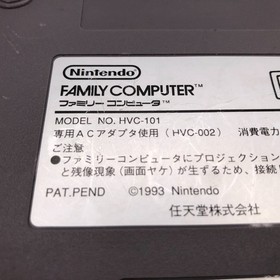 Nintendo
FAMILY COMPUTER™
ファミリー コンピュータ™
MODEL NO. HVC-101
専用ACアダプタ使用 (HVC-002) 消費電力
ご注意
●ファミリーコンピュータにプロジェクション
と残像現象(画面ヤケ)が生ずるため、接続
PAT.PEND ©1993 Nintendo
任天堂株式会社